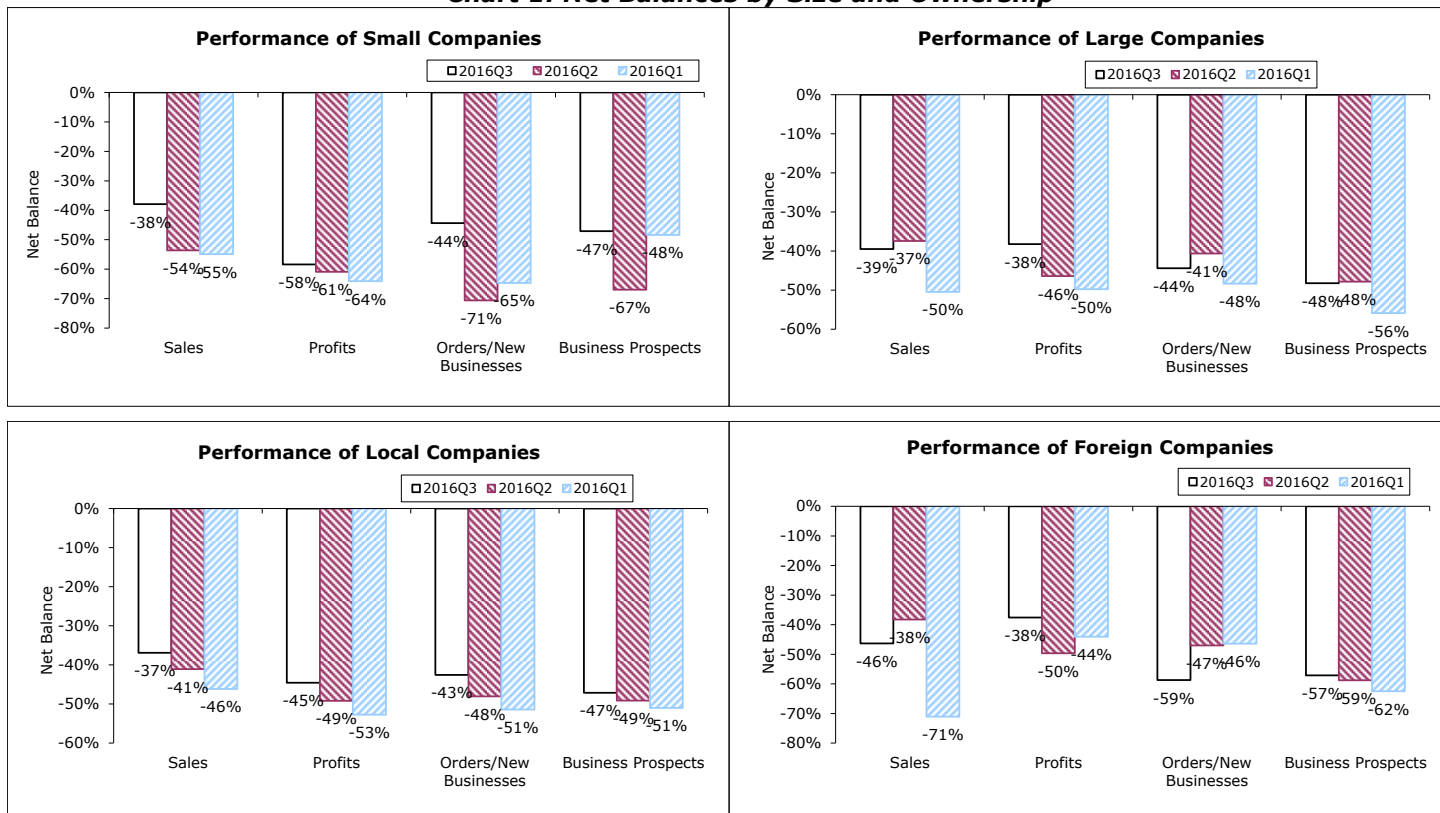 Performance of Small Companies
2016Q3 2016Q2 2016Q1
0%
-10%
-20%
-30%
-40%
-50%
-60%
-70%
-80%
Net Balance
-38%
-54%
-55%
-58%
-61%
-64%
-44%
-71%
-65%
-47%
-67%
-48%
Sales
Profits
Orders/New
Businesses
Business Prospects
Performance of Large Companies
2016Q3 2016Q2 2016Q1
0%
-10%
-20%
-30%
-40%
-50%
-60%
Net Balance
-39%
-37%
-50%
-38%
-46%
-50%
-44%
-41%
-48%
-48%
-48%
-56%
Sales
Profits
Orders/New
Businesses
Business Prospects
Performance of Local Companies
2016Q3 2016Q2 2016Q1
0%
-10%
-20%
-30%
-40%
-50%
-60%
Net Balance
-37%
-41%
-46%
-45%
-49%
-53%
-43%
-48%
-51%
-47%
-49%
-51%
Sales
Profits
Orders/New
Businesses
Business Prospects
Performance of Foreign Companies
2016Q3 2016Q2 2016Q1
0%
-10%
-20%
-30%
-40%
-50%
-60%
-70%
-80%
Net Balance
-46%
-38%
-71%
-38%
-50%
-44%
-59%
-47%
-46%
-57%
-59%
-62%
Sales
Profits
Orders/New
Businesses
Business Prospects